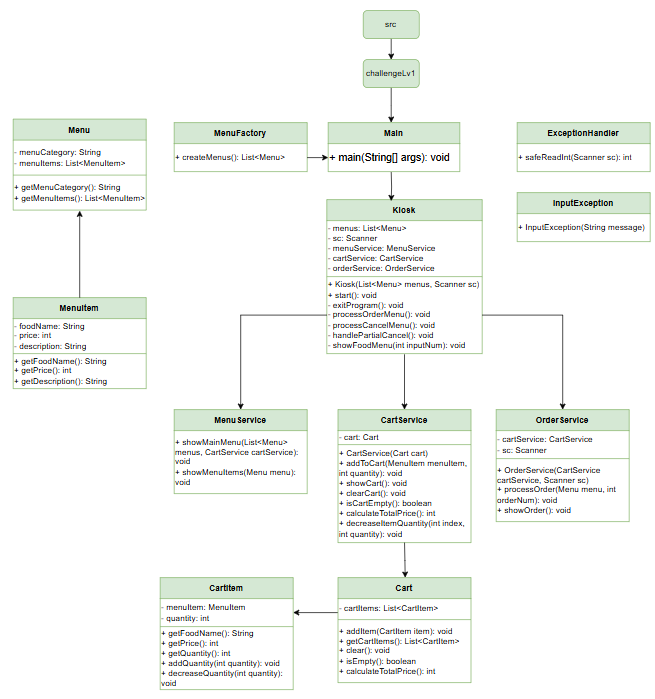 src
challengeLv1
Menu
- menuCategory: String
- menuItems: List<MenuItem>
+ getMenuCategory(): String
+ getMenuItems(): List<MenuItem>
MenuFactory
+ createMenus(): List<Menu>
Main
+ main(String[] args): void
ExceptionHandler
+ safeReadInt(Scanner sc): int
InputException
+ InputException(String message)
Kiosk
- menus: List<Menu>
- sc: Scanner
- menuService: MenuService
- cartService: CartService
- orderService: OrderService
+ Kiosk(List<Menu> menus, Scanner sc)
+ start(): void
- exitProgram(): void
- processOrderMenu(): void
- processCancelMenu(): void
- handlePartialCancel(): void
- showFoodMenu(int inputNum): void
MenuItem
- foodName: String
- price: int
- description: String
+ getFoodName(): String
+ getPrice(): int
+ getDescription(): String
MenuService
+ showMainMenu(List<Menu>
menus, CartService cartService):
void
+ showMenuItems(Menu menu):
void
CartService
- cart: Cart
+ CartService(Cart cart)
+ addToCart(MenuItem menuItem,
int quantity): void
+ showCart(): void
+ clearCart(): void
+ isCartEmpty(): boolean
+ calculateTotalPrice(): int
+ decreaseItemQuantity(int index,
int quantity): void
OrderService
- cartService: CartService
- sc: Scanner
+ OrderService(CartService
cartService, Scanner sc)
+ processOrder(Menu menu, int
orderNum): void
+ showOrder(): void
CartItem
- menuItem: MenuItem
- quantity: int
+ getFoodName(): String
+ getPrice(): int
+ getQuantity(): int
+ addQuantity(int quantity): void
+ decreaseQuantity(int quantity):
void
Cart
- cartItems: List<CartItem>
+ addItem(CartItem item): void
+ getCartItems(): List<CartItem>
+ clear(): void
+ isEmpty(): boolean
+ calculateTotalPrice(): int